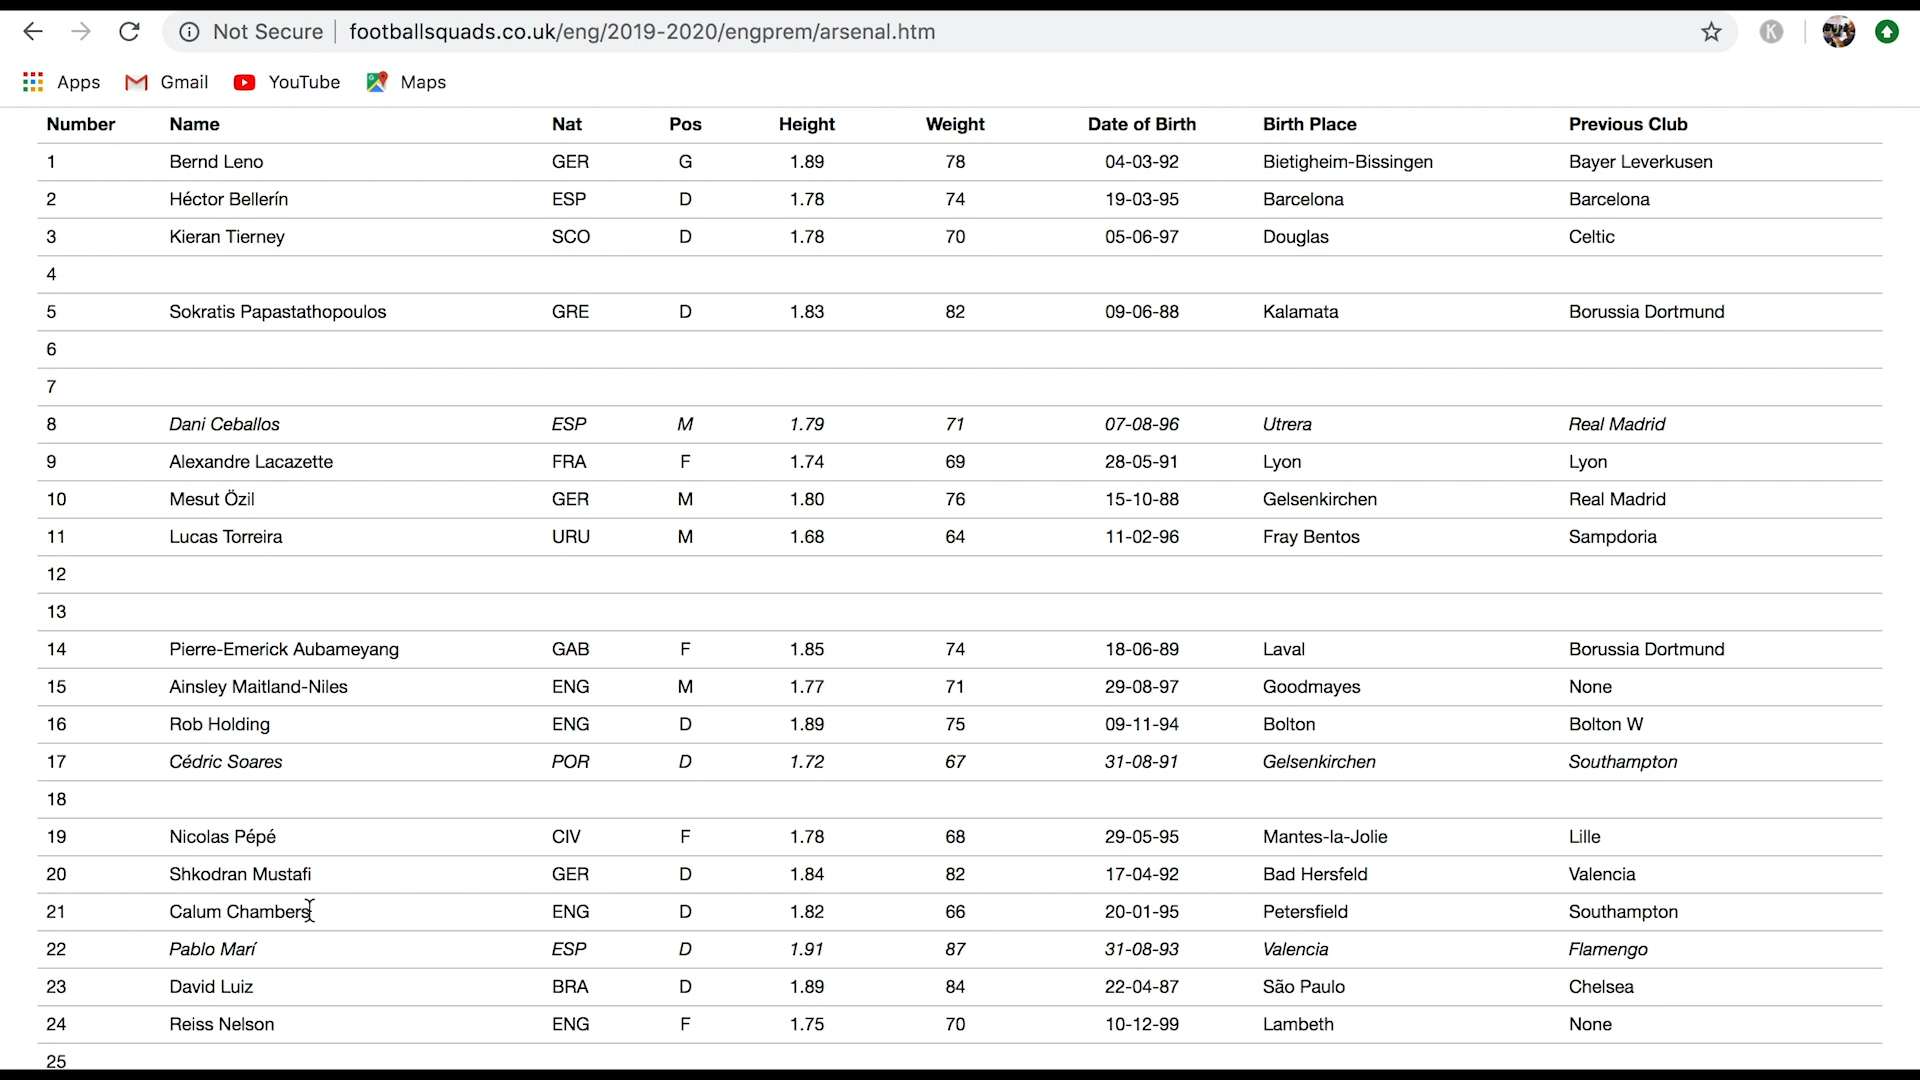 Not Secure footballsquads.co.uk/eng/2019-2020/engprem/arsenal.htm K
Apps Gmail YouTube Maps
Number Name Nat Pos Height Weight Date of Birth Birth Place Previous Club
1 Bernd Leno GER G 1.89 78 04-03-92 Bietigheim-Bissingen Bayer Leverkusen
2 Héctor Bellerín ESP D 1.78 74 19-03-95 Barcelona Barcelona
3 Kieran Tierney SCO D 1.78 70 05-06-97 Douglas Celtic
4
5 Sokratis Papastathopoulos GRE D 1.83 82 09-06-88 Kalamata Borussia Dortmund
6
7
8 Dani Ceballos ESP M 1.79 71 07-08-96 Utrera Real Madrid
9 Alexandre Lacazette FRA F 1.74 69 28-05-91 Lyon Lyon
10 Mesut Özil GER M 1.80 76 15-10-88 Gelsenkirchen Real Madrid
11 Lucas Torreira URU M 1.68 64 11-02-96 Fray Bentos Sampdoria
12
13
14 Pierre-Emerick Aubameyang GAB F 1.85 74 18-06-89 Laval Borussia Dortmund
15 Ainsley Maitland-Niles ENG M 1.77 71 29-08-97 Goodmayes None
16 Rob Holding ENG D 1.89 75 09-11-94 Bolton Bolton W
17 Cédric Soares POR D 1.72 67 31-08-91 Gelsenkirchen Southampton
18
19 Nicolas Pépé CIV F 1.78 68 29-05-95 Mantes-la-Jolie Lille
20 Shkodran Mustafi GER D 1.84 82 17-04-92 Bad Hersfeld Valencia
21 Calum Chambers ENG D 1.82 66 20-01-95 Petersfield Southampton
22 Pablo Marí ESP D 1.91 87 31-08-93 Valencia Flamengo
23 David Luiz BRA D 1.89 84 22-04-87 São Paulo Chelsea
24 Reiss Nelson ENG F 1.75 70 10-12-99 Lambeth None
25